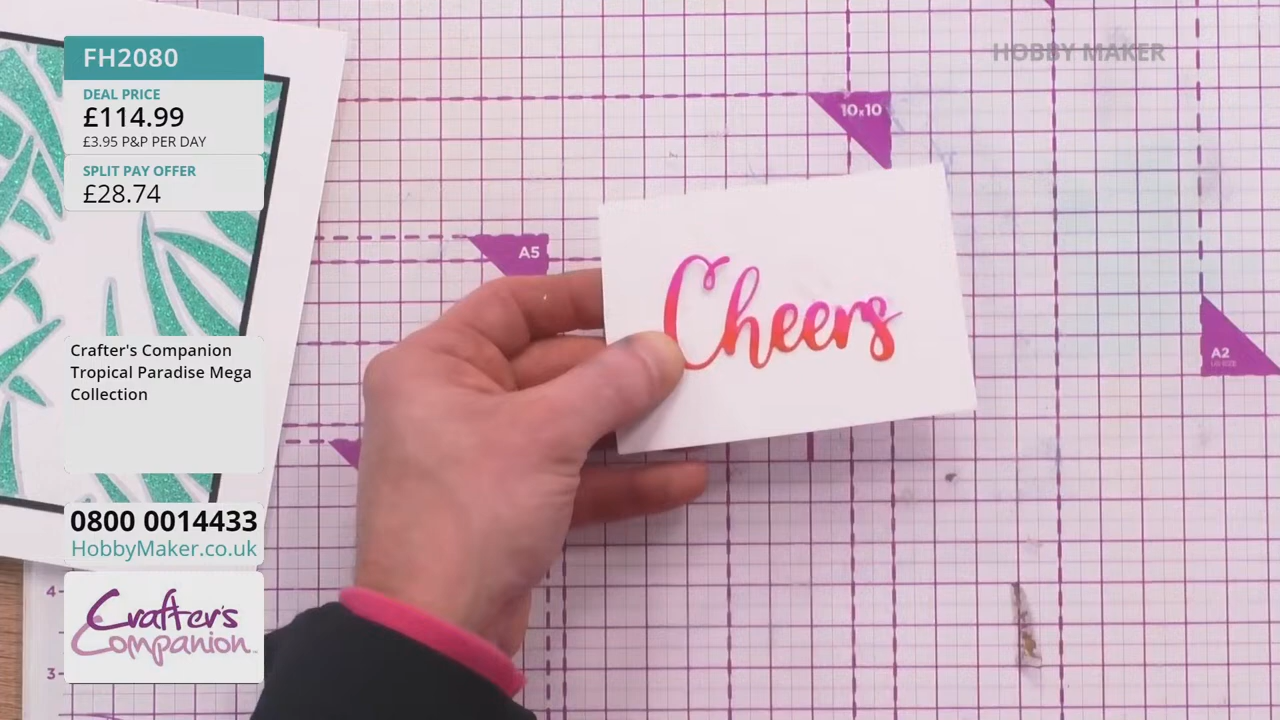 FH2080
DEAL PRICE
£114.99
£3.95 P&P PER DAY
SPLIT PAY OFFER
£28.74
Crafter's Companion
Tropical Paradise Mega
Collection
0800 0014433
HobbyMaker.co.uk
Crafter's
Companion
HOBBY MAKER
10x10
A5
Cheers
A2
4
3